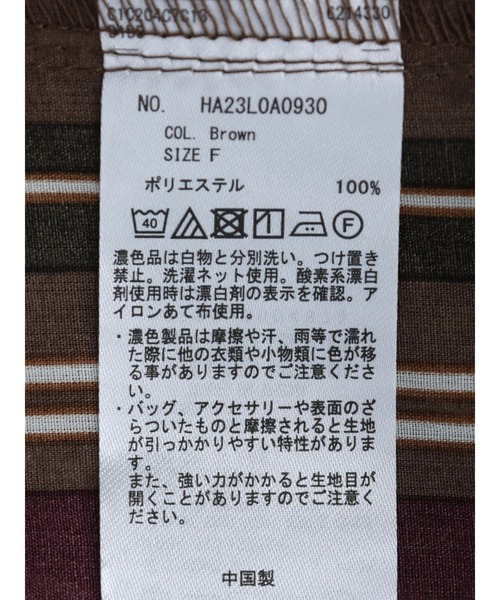 6214330
NO. HA23L0A0930
COL. Brown
SIZE F
ポリエステル 100%
40 F
濃色品は白物と分別洗い。つけ置き
禁止。洗濯ネット使用。酸素系漂白
剤使用時は漂白剤の表示を確認。ア
イロンあて布使用。
・濃色製品は摩擦や汗、雨等で濡れ
た際に他の衣類や小物類に色が移
る事がありますのでご注意くださ
い。
・バッグ、アクセサリーや表面のざ
らついたものと摩擦されると生地
が引っかかりやすい特性がありま
す。
また、強い力がかかると生地目が
開くことがありますのでご注意くだ
さい。
中国製